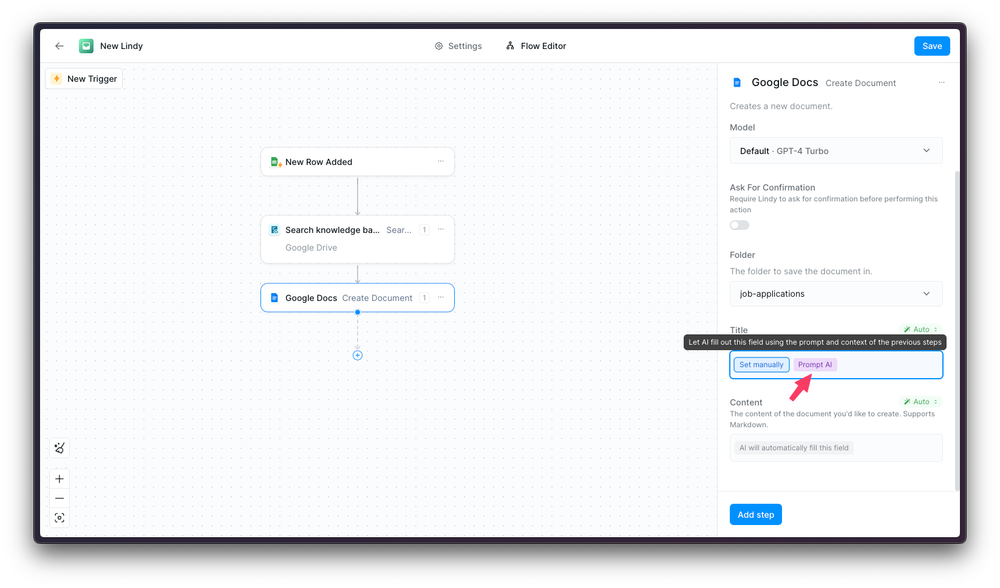 New Lindy
Settings
Flow Editor
Save
New Trigger
New Row Added
Search knowledge ba... Sear... 1
Google Drive
Google Docs Create Document 1
Google Docs Create Document
Creates a new document.
Model
Default · GPT-4 Turbo
Ask For Confirmation
Require Lindy to ask for confirmation before performing this
action
Folder
The folder to save the document in.
job-applications
Title Auto
Let AI fill out this field using the prompt and context of the previous steps
Set manually Prompt AI
Content Auto
The content of the document you'd like to create. Supports
Markdown.
AI will automatically fill this field
Add step